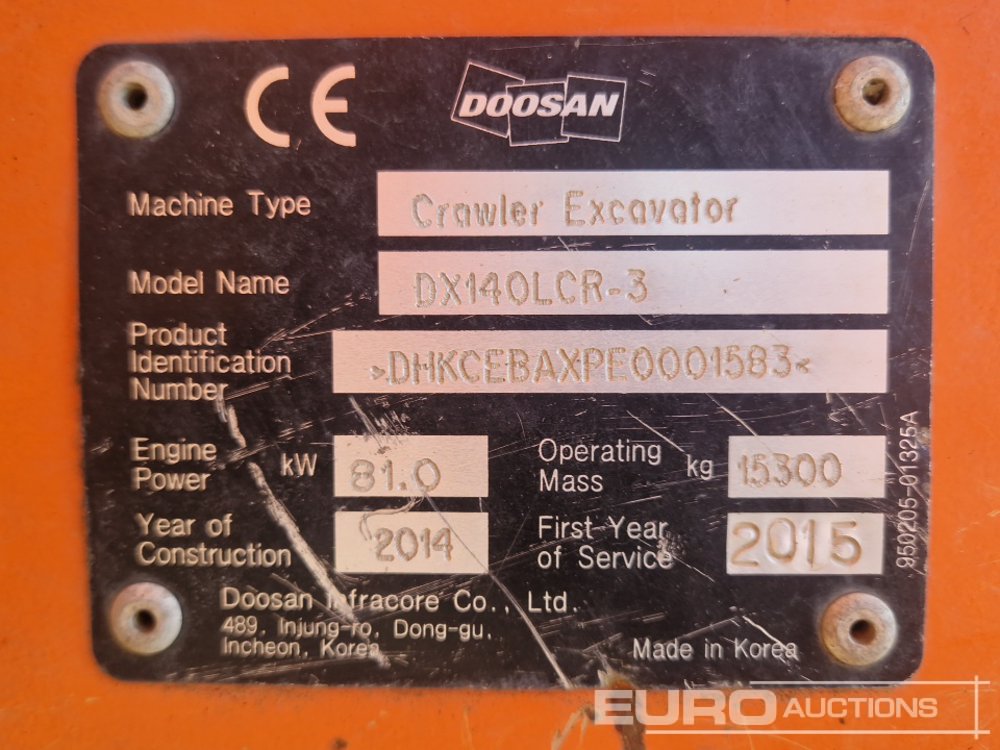 CE DOOSAN
Machine Type Crawler Excavator
Model Name DX140LCR-3
Product
Identification
Number
>DHKCEBAXPE0001583<
Engine
Power kW 81.0
Operating
Mass kg 15300
Year of
Construction 2014
First Year
of Service 2015
Doosan Infracore Co., Ltd.
489, Injung-ro, Dong-gu,
Incheon, Korea
Made in Korea
950205-01325A
EURO AUCTIONS